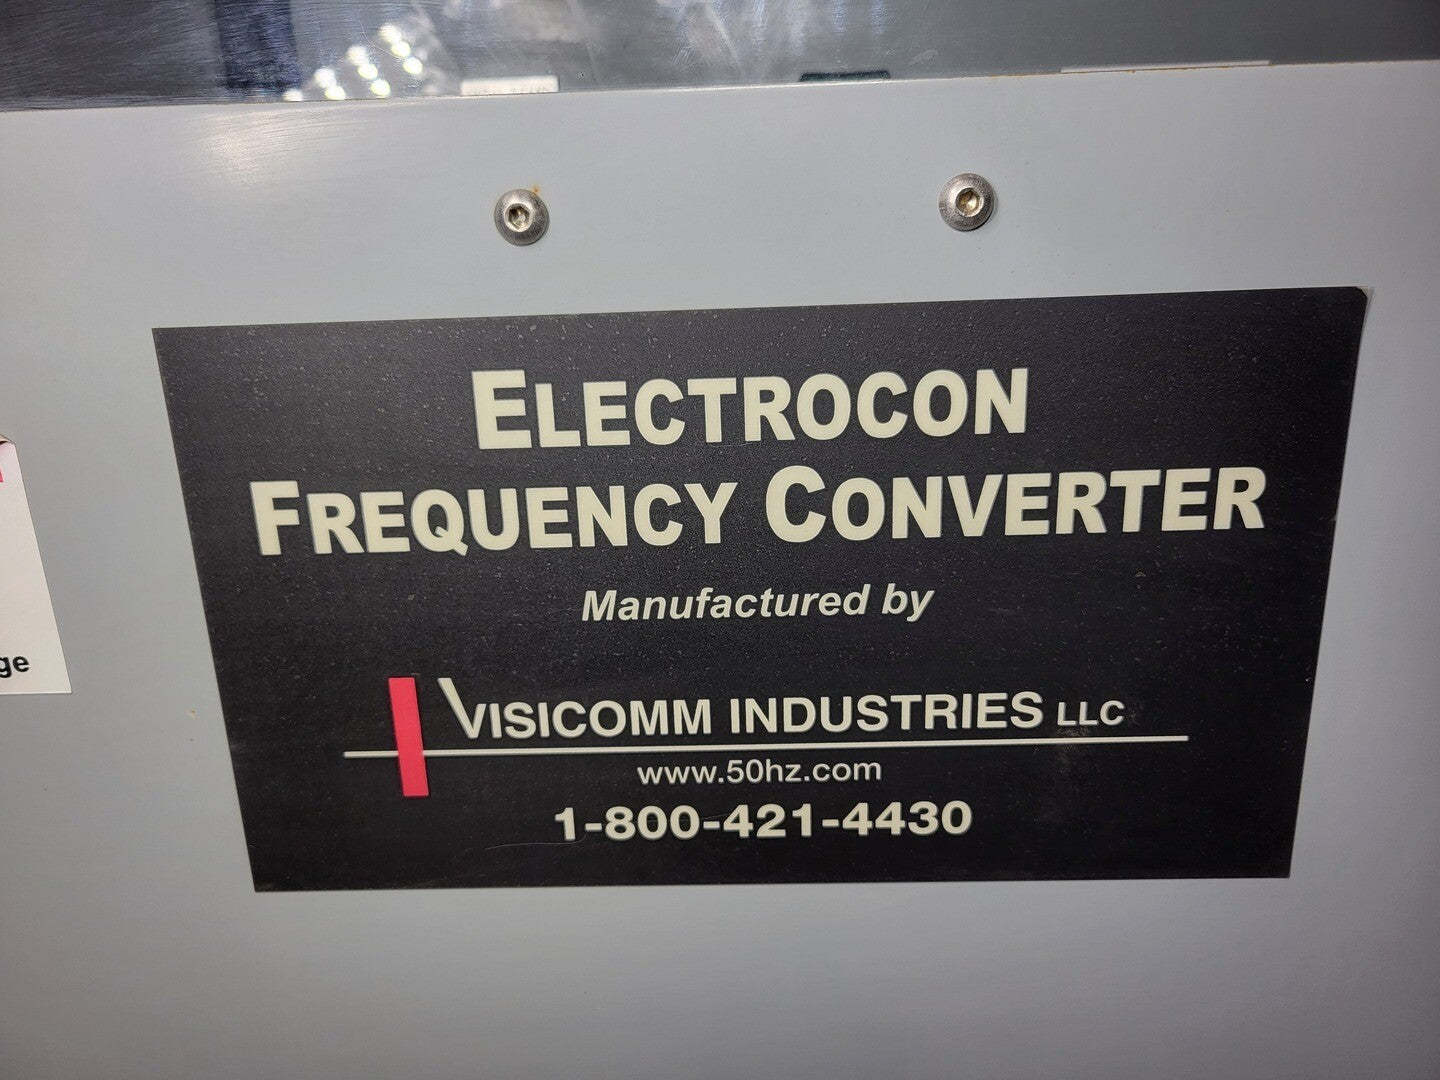 ELECTROCON
FREQUENCY CONVERTER
Manufactured by
VISICOMM INDUSTRIES LLC
www.50hz.com
1-800-421-4430